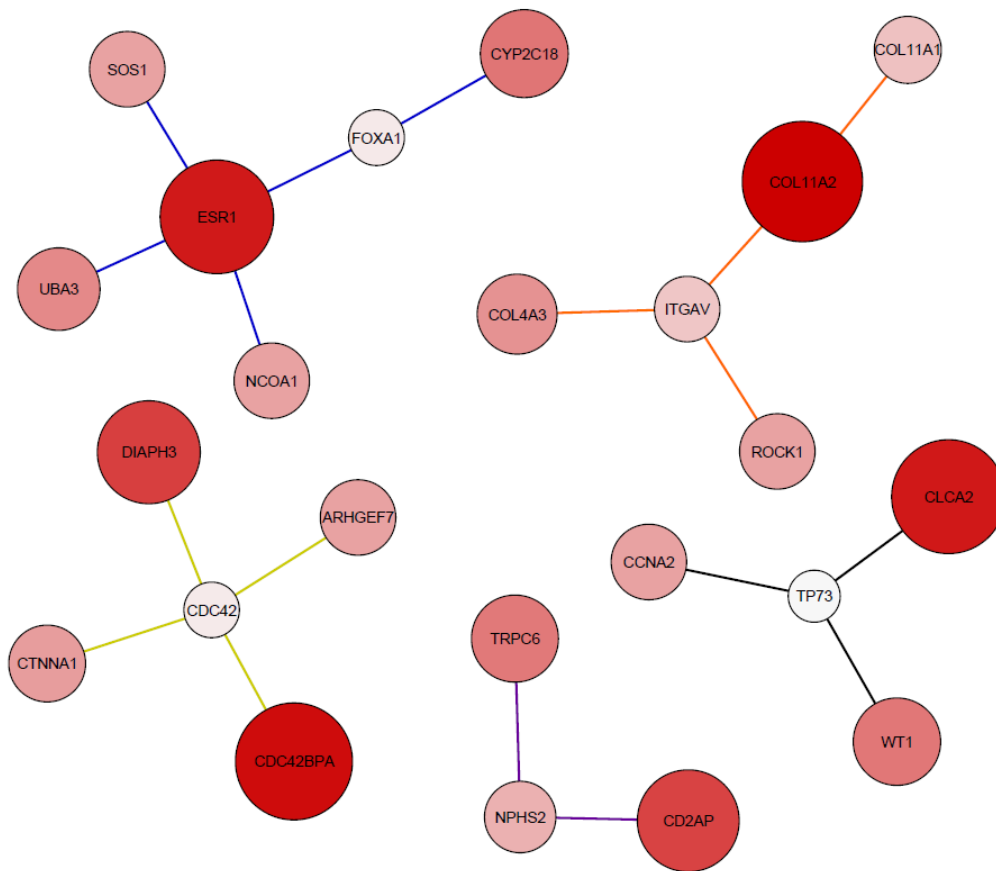 COL11A1
CYP2C18
SOS1
FOXA1
COL11A2
ESR1
UBA3
ITGAV
COL4A3
NCOA1
DIAPH3
ROCK1
CLCA2
ARHGEF7
CCNA2
TP73
CDC42
TRPC6
CTNNA1
WT1
CDC42BPA
NPHS2
CD2AP